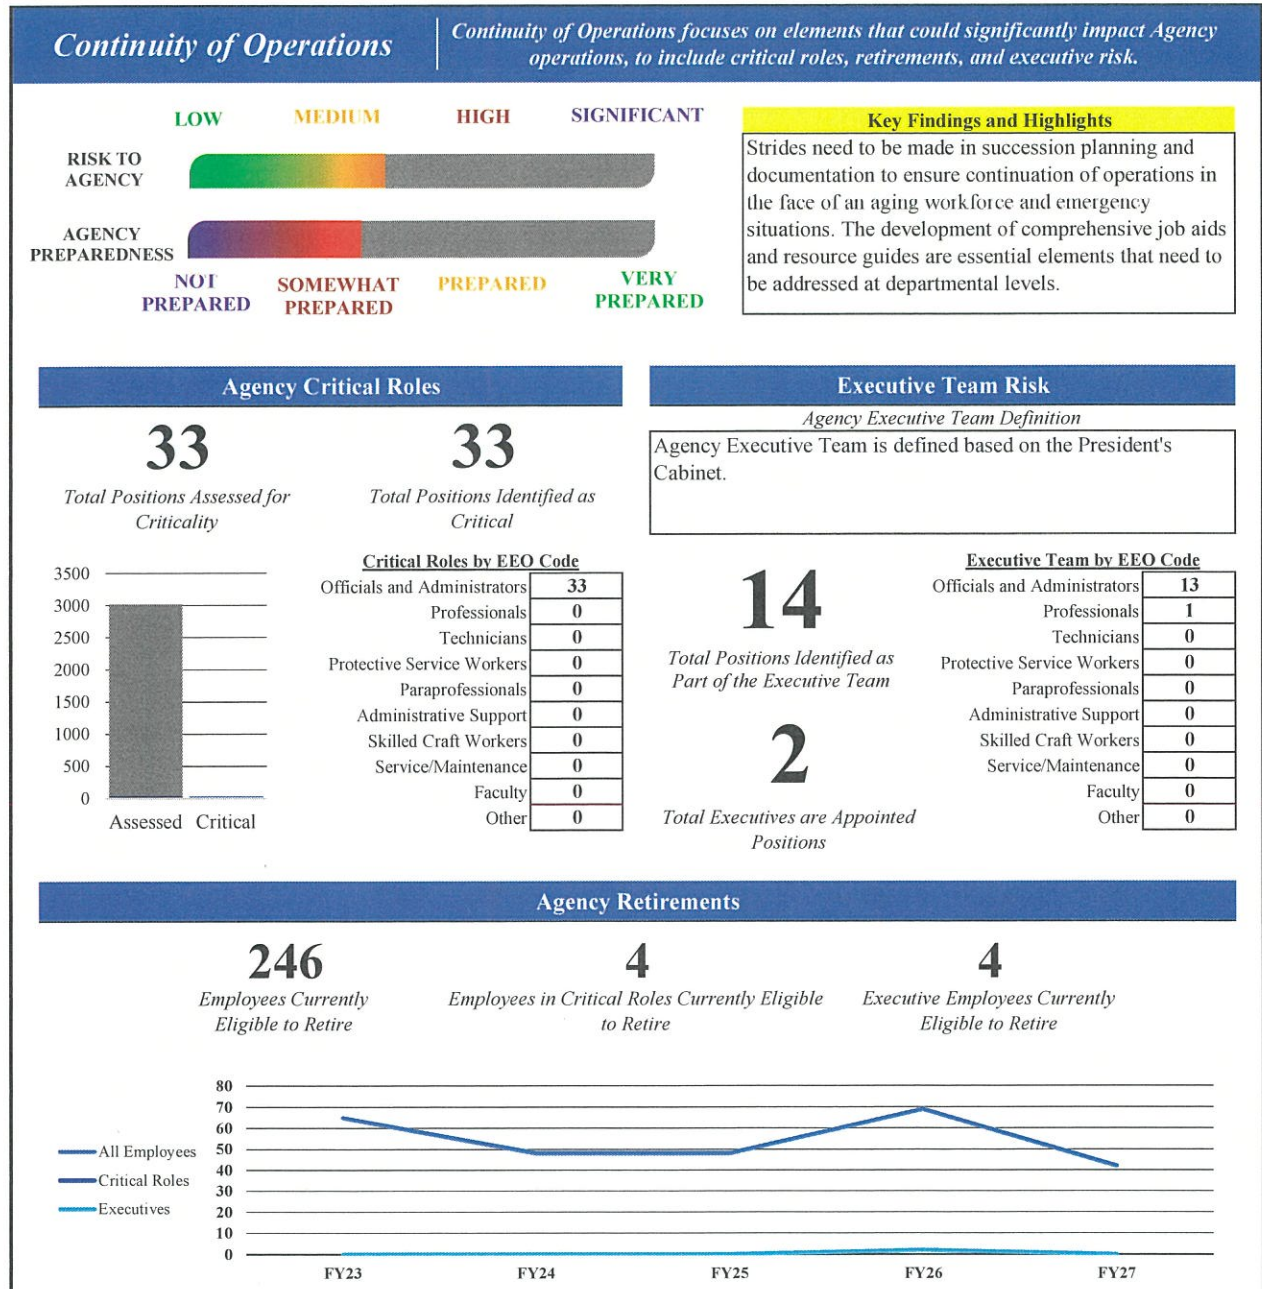 Continuity of Operations
Continuity of Operations focuses on elements that could significantly impact Agency
operations, to include critical roles, retirements, and executive risk.
LOW MEDIUM HIGH SIGNIFICANT
RISK TO
AGENCY
AGENCY
PREPAREDNESS
NOT
PREPARED
SOMEWHAT
PREPARED
PREPARED
VERY
PREPARED
Key Findings and Highlights
Strides need to be made in succession planning and
documentation to ensure continuation of operations in
the face of an aging workforce and emergency
situations. The development of comprehensive job aids
and resource guides are essential elements that need to
be addressed at departmental levels.
Agency Critical Roles
33
Total Positions Assessed for
Criticality
33
Total Positions Identified as
Critical
3500
3000
2500
2000
1500
1000
500
0
Assessed Critical
Critical Roles by EEO Code
Officials and Administrators 33
Professionals 0
Technicians 0
Protective Service Workers 0
Paraprofessionals 0
Administrative Support 0
Skilled Craft Workers 0
Service/Maintenance 0
Faculty 0
Other 0
Executive Team Risk
Agency Executive Team Definition
Agency Executive Team is defined based on the President's
Cabinet.
14
Total Positions Identified as
Part of the Executive Team
2
Total Executives are Appointed
Positions
Executive Team by EEO Code
Officials and Administrators 13
Professionals 1
Technicians 0
Protective Service Workers 0
Paraprofessionals 0
Administrative Support 0
Skilled Craft Workers 0
Service/Maintenance 0
Faculty 0
Other 0
Agency Retirements
246
Employees Currently
Eligible to Retire
4
Employees in Critical Roles Currently Eligible
to Retire
4
Executive Employees Currently
Eligible to Retire
All Employees
Critical Roles
Executives
80
70
60
50
40
30
20
10
0
FY23 FY24 FY25 FY26 FY27